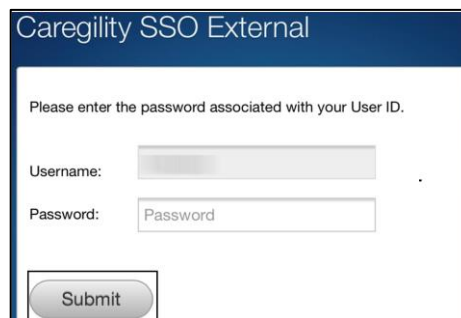 Caregility SSO External
Please enter the password associated with your User ID.
Username:
Password: Password
Submit